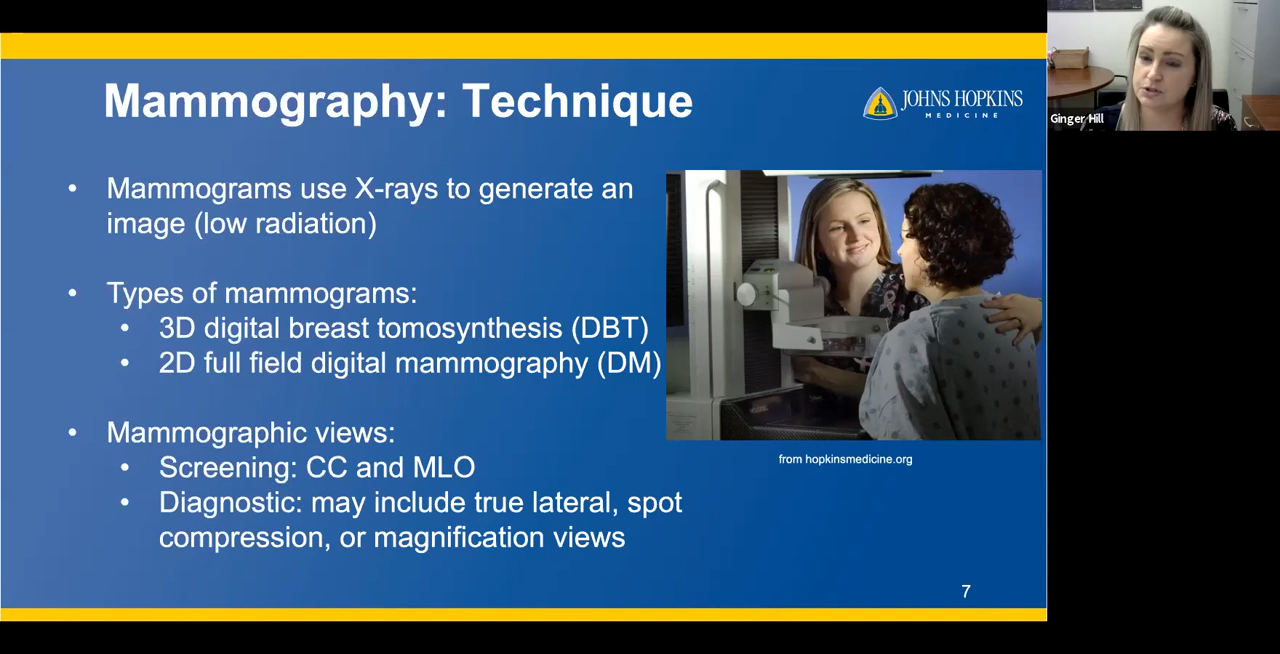 Mammography: Technique
JOHNS HOPKINS
MEDICINE
Ginger Hill
• Mammograms use X-rays to generate an
image (low radiation)
• Types of mammograms:
• 3D digital breast tomosynthesis (DBT)
• 2D full field digital mammography (DM)
• Mammographic views:
• Screening: CC and MLO
• Diagnostic: may include true lateral, spot
compression, or magnification views
from hopkinsmedicine.org
7